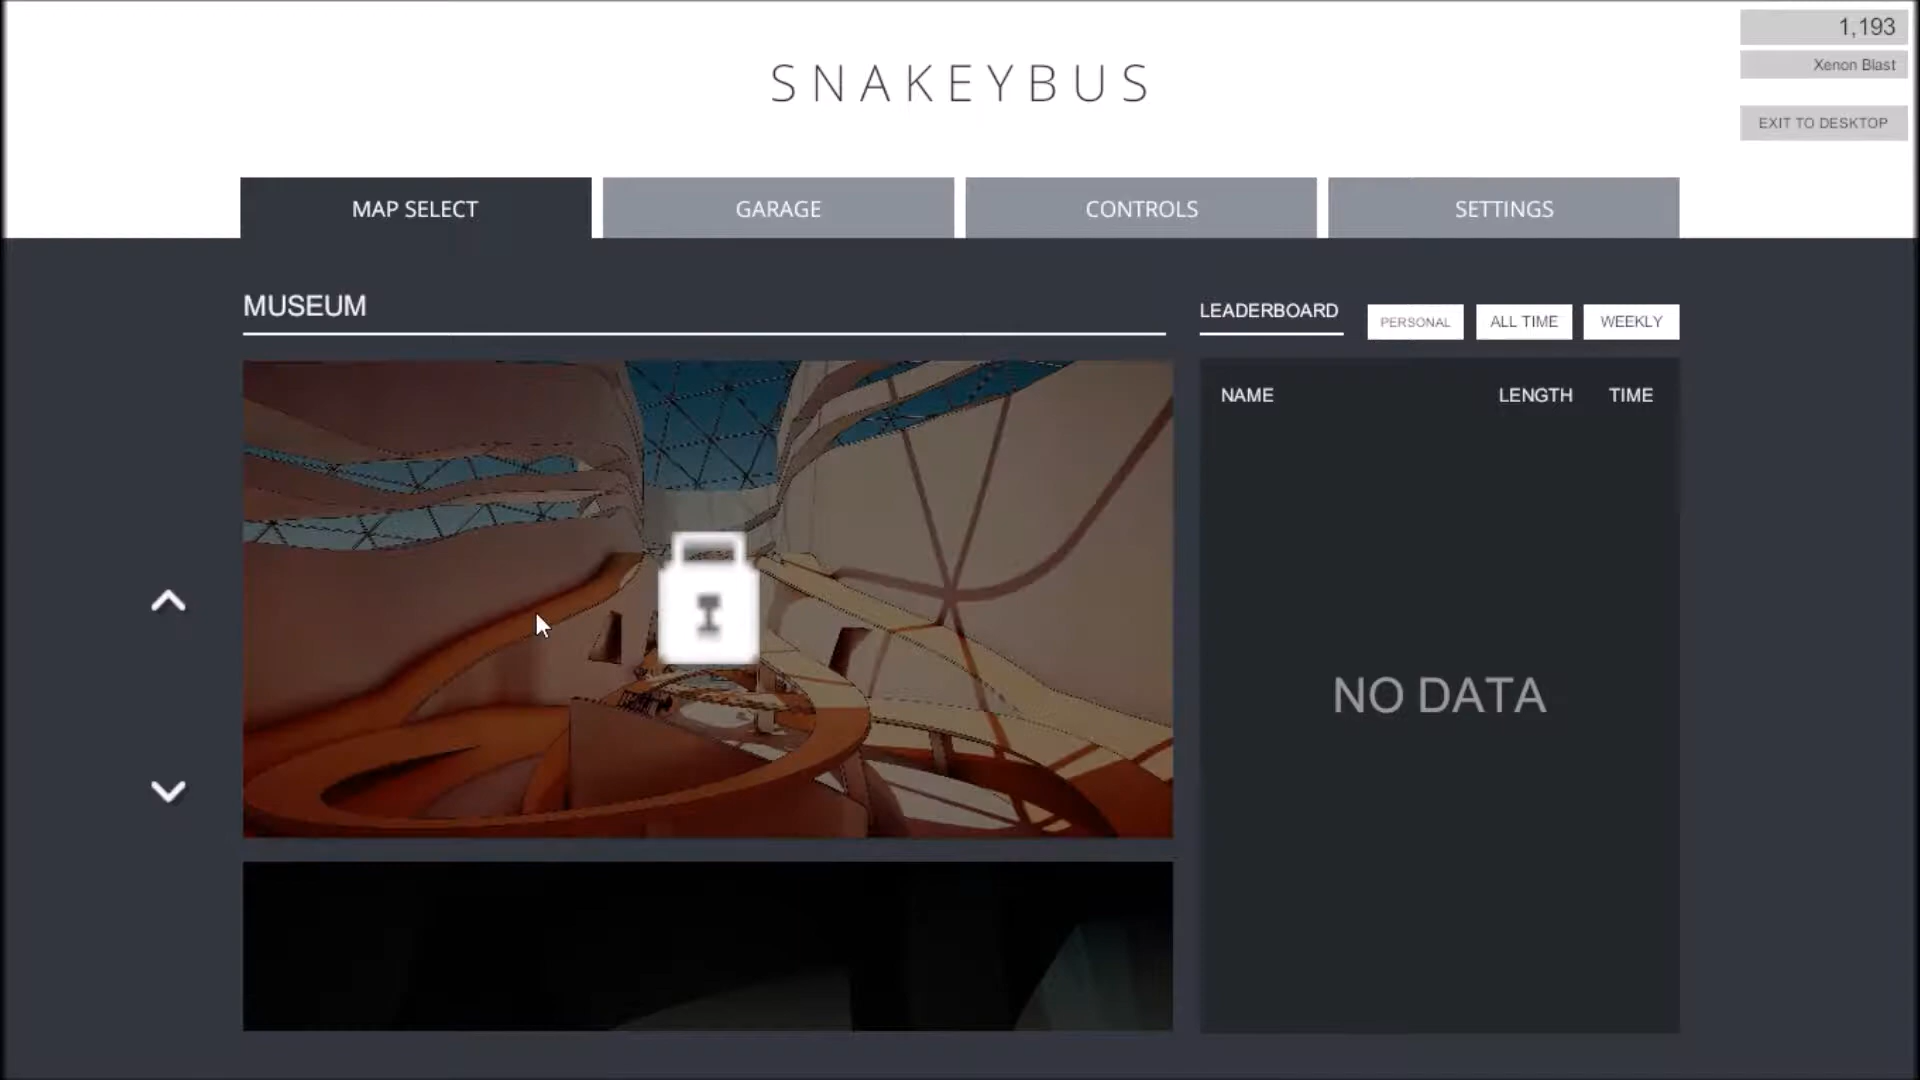 1,193
SNAKEYBUS
Xenon Blast
EXIT TO DESKTOP
MAP SELECT
GARAGE
CONTROLS
SETTINGS
MUSEUM
LEADERBOARD
PERSONAL
ALL TIME
WEEKLY
NAME LENGTH TIME
NO DATA